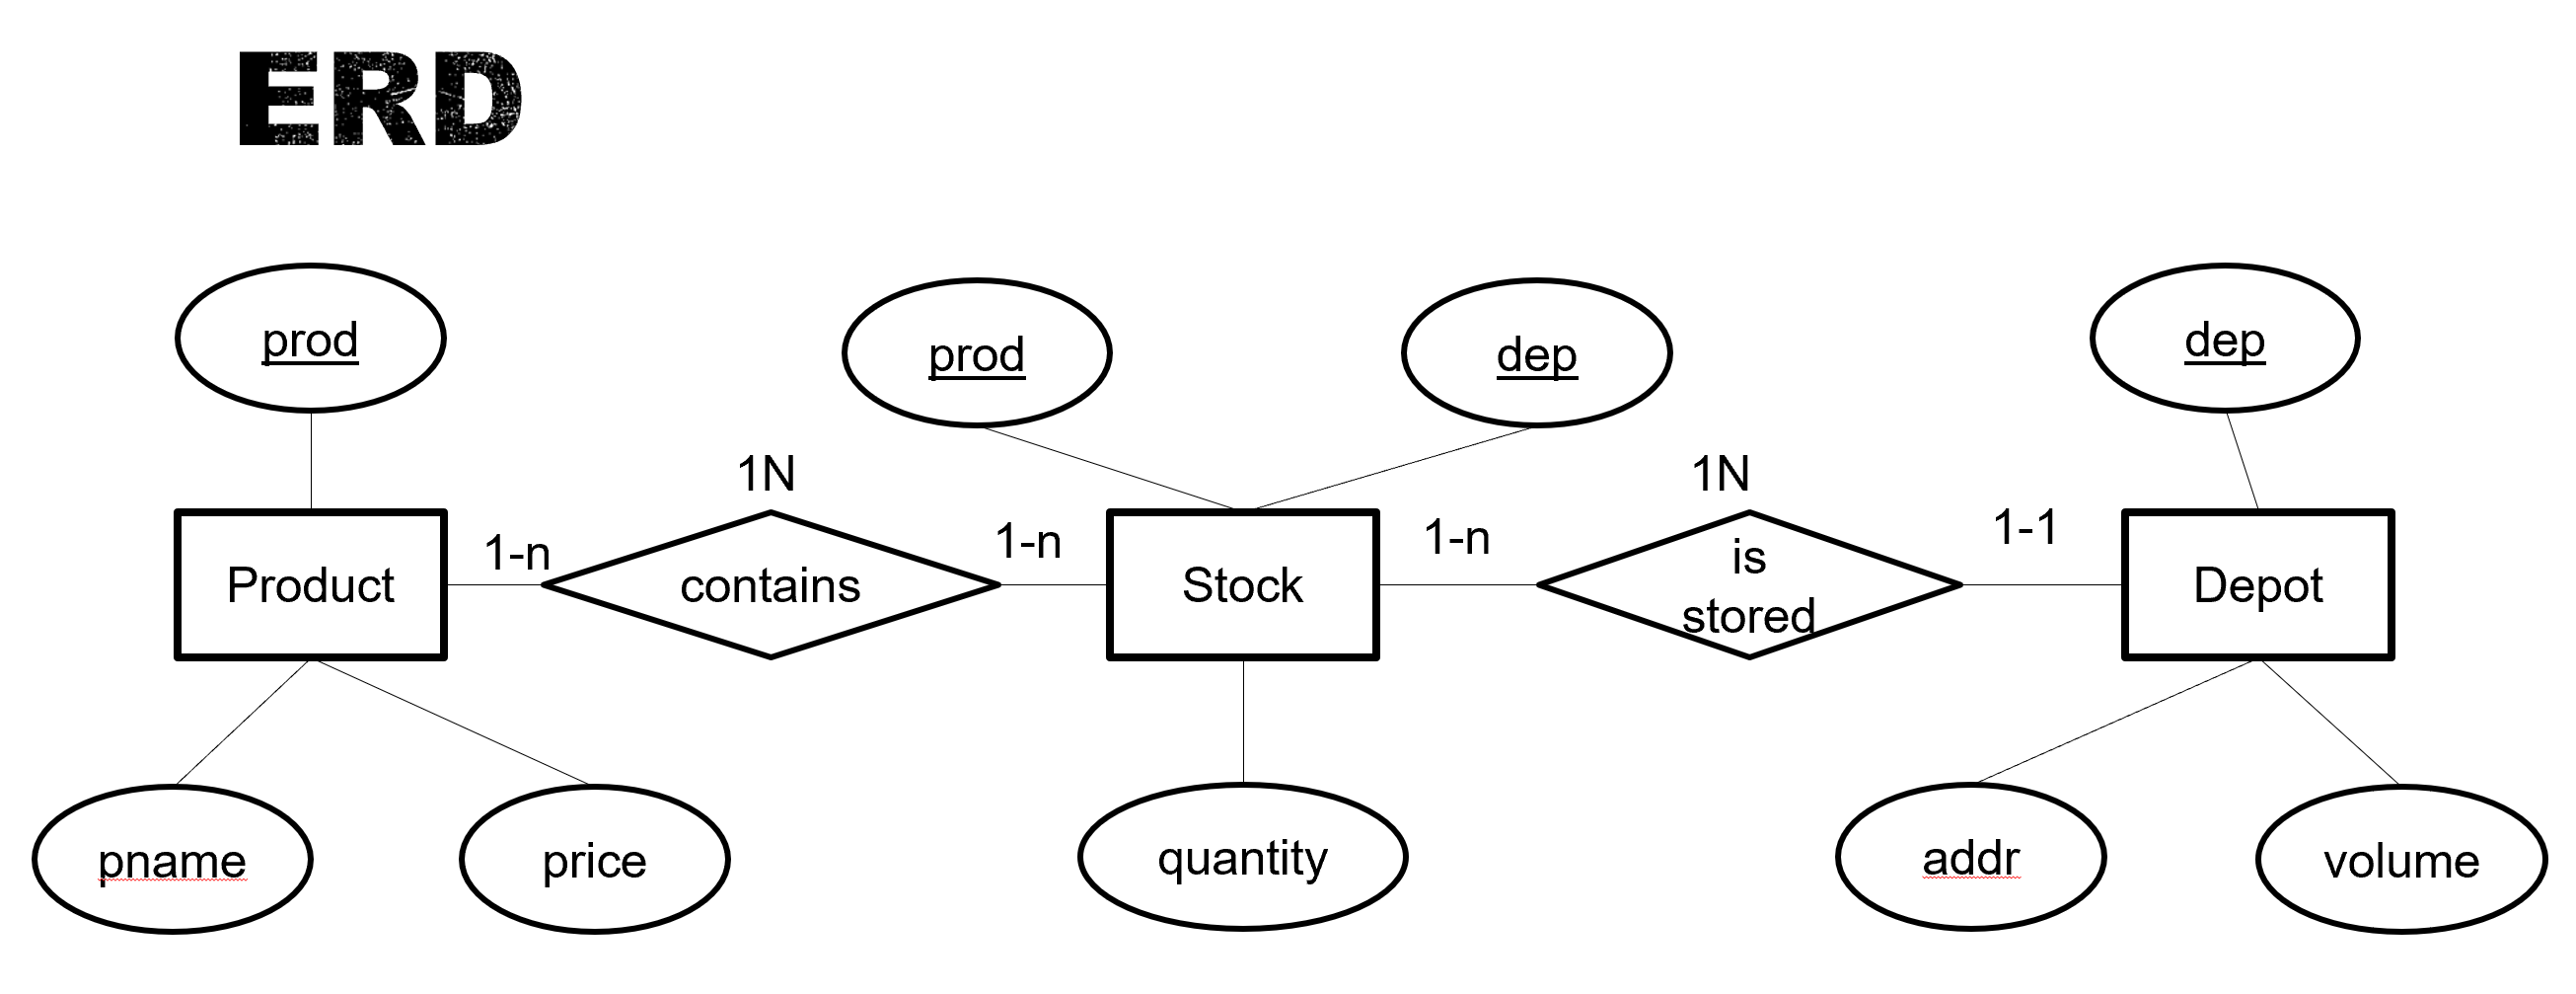 ERD
prod
prod
dep
dep
1N
1N
Product
1-n
contains
1-n
Stock
1-n
is
stored
1-1
Depot
pname
price
quantity
addr
volume